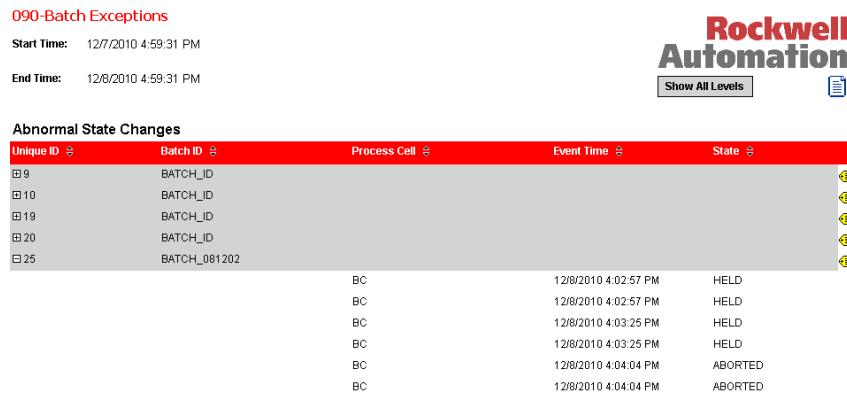 090-Batch Exceptions
Start Time: 12/7/2010 4:59:31 PM
End Time: 12/8/2010 4:59:31 PM
Rockwell
Automation
Show All Levels
Abnormal State Changes
Unique ID Batch ID Process Cell Event Time State
9 BATCH_ID
10 BATCH_ID
19 BATCH_ID
20 BATCH_ID
25 BATCH_081202
BC 12/8/2010 4:02:57 PM HELD
BC 12/8/2010 4:02:57 PM HELD
BC 12/8/2010 4:03:25 PM HELD
BC 12/8/2010 4:03:25 PM HELD
BC 12/8/2010 4:04:04 PM ABORTED
BC 12/8/2010 4:04:04 PM ABORTED